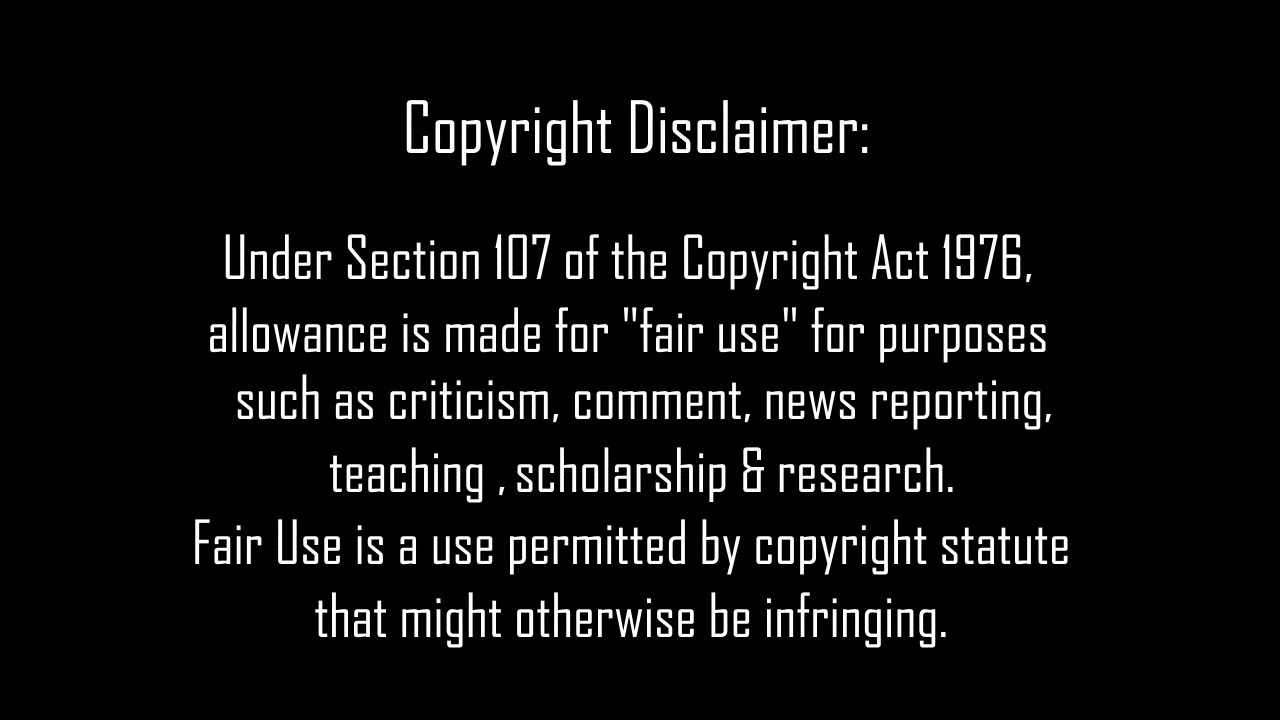 Copyright Disclaimer:
Under Section 107 of the Copyright Act 1976,
allowance is made for "fair use" for purposes
such as criticism, comment, news reporting,
teaching , scholarship & research.
Fair Use is a use permitted by copyright statute
that might otherwise be infringing.